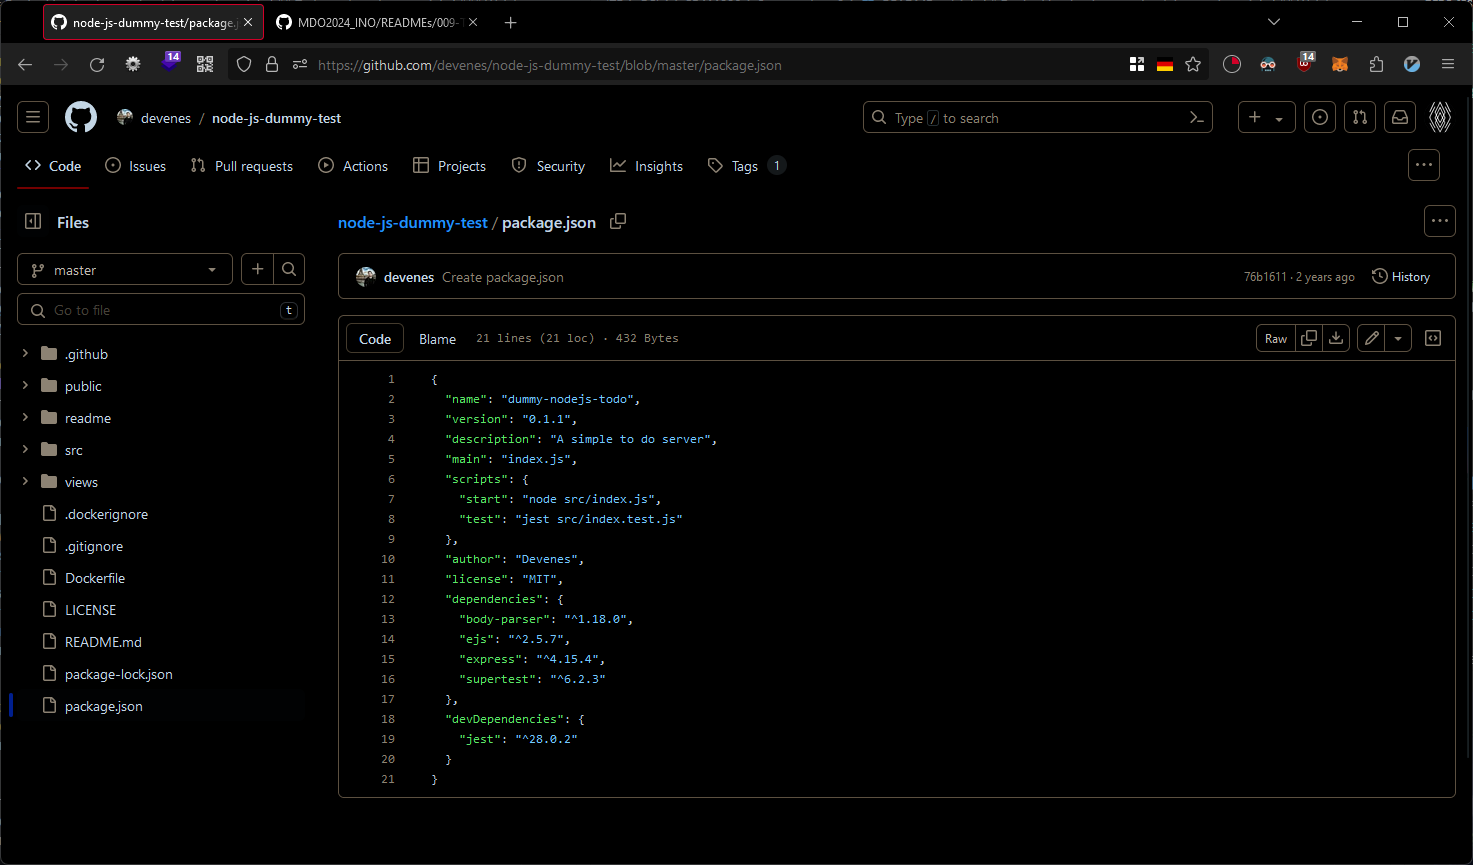 node-js-dummy-test/package.j
MDO2024_INO/READMEs/009-
14
https://github.com/devenes/node-js-dummy-test/blob/master/package.json
14
devenes / node-js-dummy-test
Type / to search
Code
Issues
Pull requests
Actions
Projects
Security
Insights
Tags 1
Files
node-js-dummy-test / package.json
master
devenes Create package.json
76b1611 · 2 years ago
History
Go to file
t
Code
Blame
21 lines (21 loc) · 432 Bytes
Raw
.github
public
readme
src
views
.dockerignore
.gitignore
Dockerfile
LICENSE
README.md
package-lock.json
package.json
1 {
2 "name": "dummy-nodejs-todo",
3 "version": "0.1.1",
4 "description": "A simple to do server",
5 "main": "index.js",
6 "scripts": {
7 "start": "node src/index.js",
8 "test": "jest src/index.test.js"
9 },
10 "author": "Devenes",
11 "license": "MIT",
12 "dependencies": {
13 "body-parser": "^1.18.0",
14 "ejs": "^2.5.7",
15 "express": "^4.15.4",
16 "supertest": "^6.2.3"
17 },
18 "devDependencies": {
19 "jest": "^28.0.2"
20 }
21 }